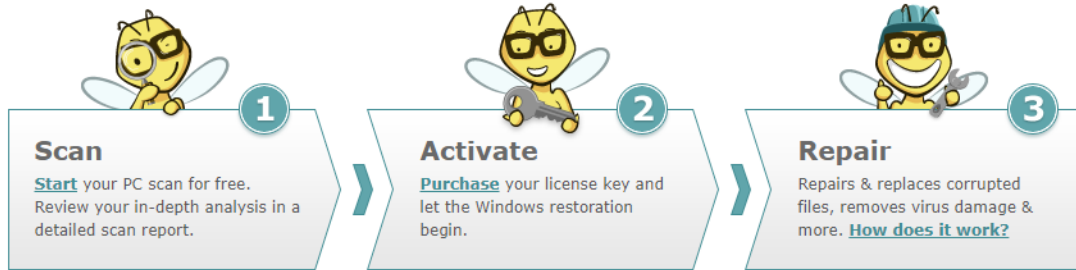 1
Scan
Start your PC scan for free.
Review your in-depth analysis in a
detailed scan report.
2
Activate
Purchase your license key and
let the Windows restoration
begin.
3
Repair
Repairs & replaces corrupted
files, removes virus damage &
more. How does it work?